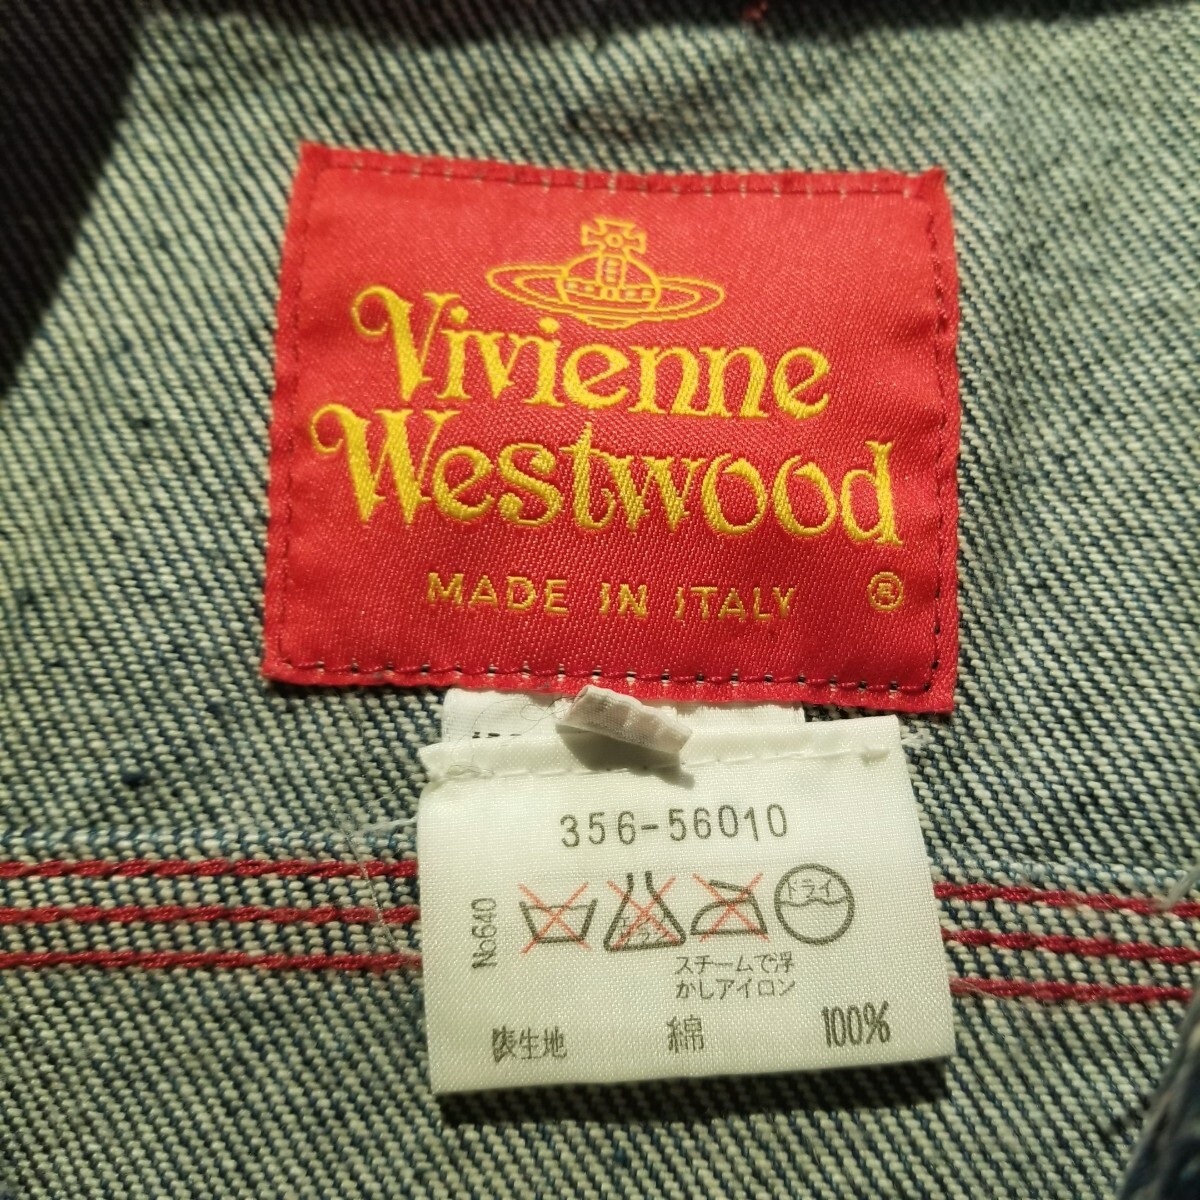 Vivienne
Westwood
MADE IN ITALY ®
356-56010
No640
ドライ
スチームで浮
かしアイロン
表生地 綿 100%